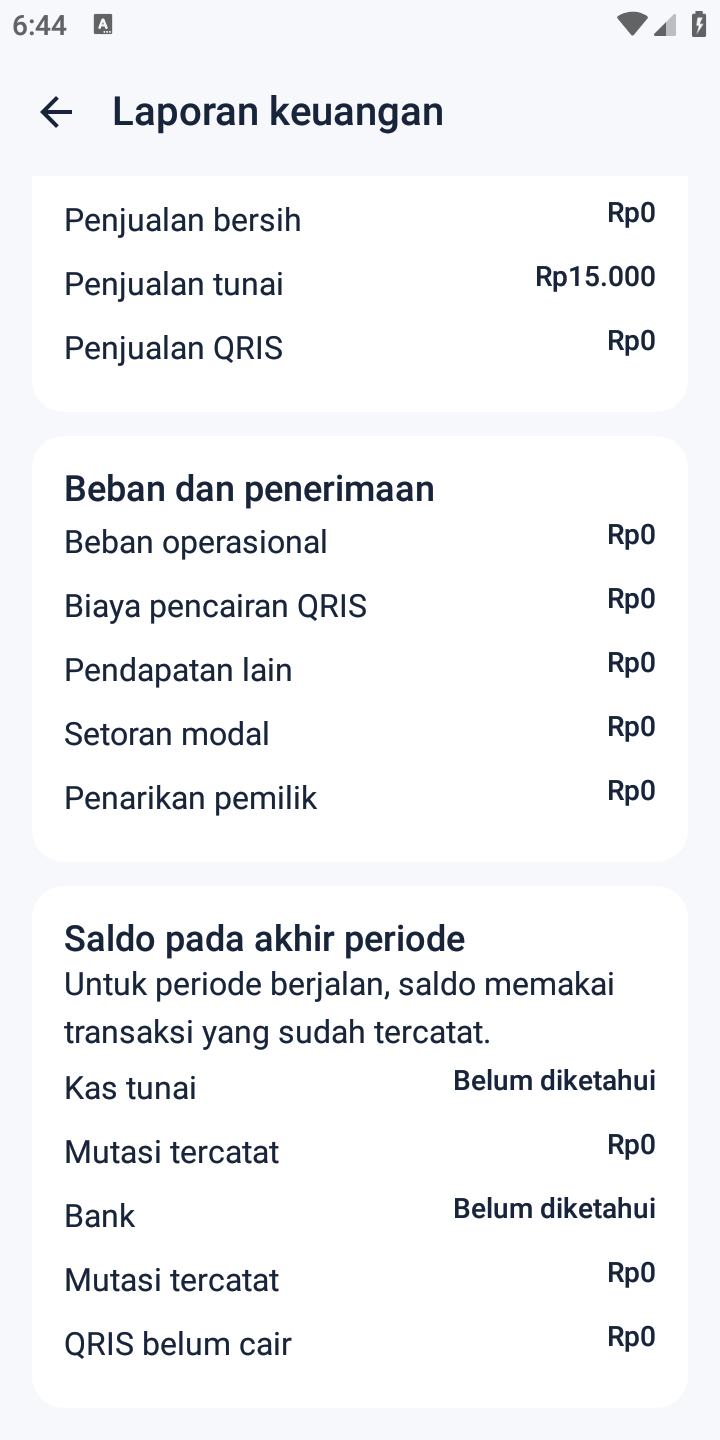 6:44
Laporan keuangan
Penjualan bersih Rp0
Penjualan tunai Rp15.000
Penjualan QRIS Rp0
Beban dan penerimaan
Beban operasional Rp0
Biaya pencairan QRIS Rp0
Pendapatan lain Rp0
Setoran modal Rp0
Penarikan pemilik Rp0
Saldo pada akhir periode
Untuk periode berjalan, saldo memakai
transaksi yang sudah tercatat.
Kas tunai Belum diketahui
Mutasi tercatat Rp0
Bank Belum diketahui
Mutasi tercatat Rp0
QRIS belum cair Rp0